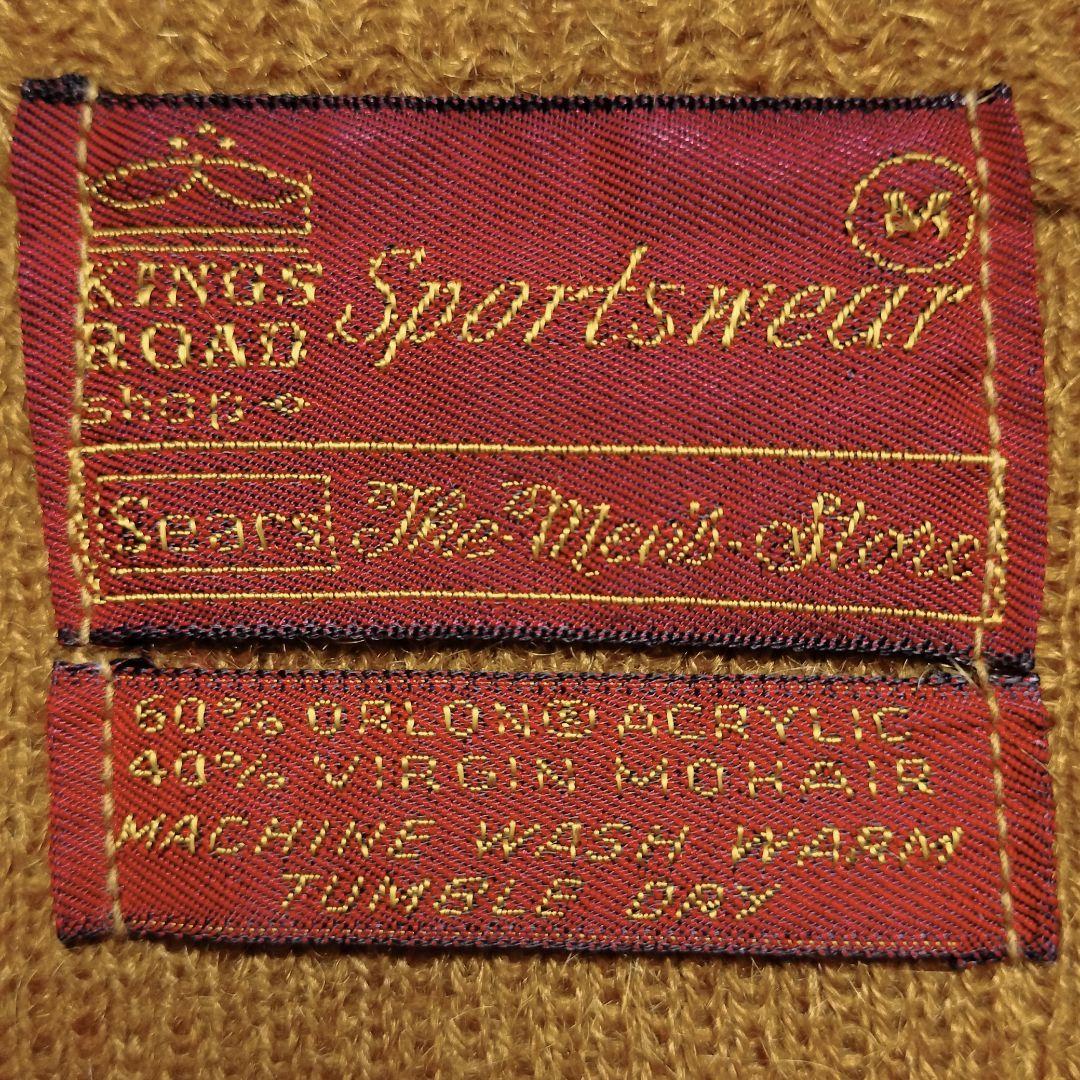 M
KINGS
ROAD
shop
Sportswear
Sears The Men's Store
60% ORLON® ACRYLIC
40% VIRGIN MOHAIR
MACHINE WASH WARM
TUMBLE DRY